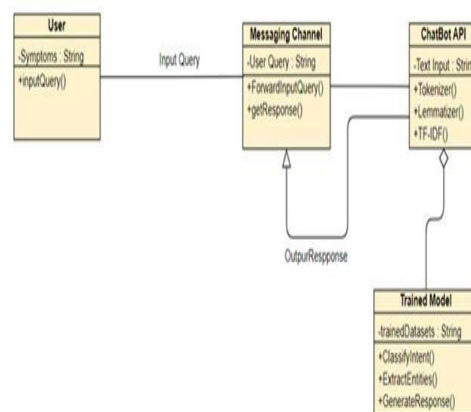 User
-Symptoms : String
+inputQuery()
Input Query
Messaging Channel
-User Query : String
+ForwardInputQuery()
+getResponse()
ChatBot API
-Text Input : Strin
+Tokenizer()
+Lemmatizer()
+TF-IDF()
OutpurRespponse
Trained Model
-trainedDatasets : String
+ClassifyIntent()
+ExtractEntities()
+GenerateResponse()